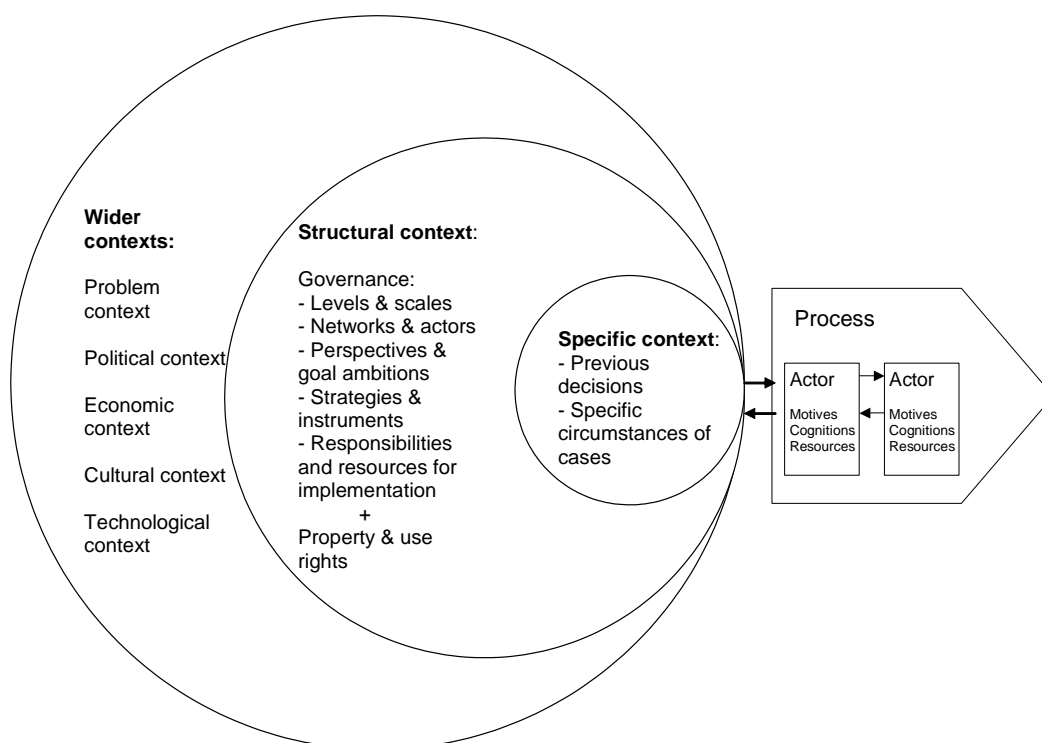 Wider
contexts:
Problem
context
Political context
Economic
context
Cultural context
Technological
context
Structural context:
Governance:
- Levels & scales
- Networks & actors
- Perspectives &
goal ambitions
- Strategies &
instruments
- Responsibilities
and resources for
implementation
+
Property & use
rights
Specific context:
- Previous
decisions
- Specific
circumstances of
cases
Process
Actor
Motives
Cognitions
Resources
Actor
Motives
Cognitions
Resources